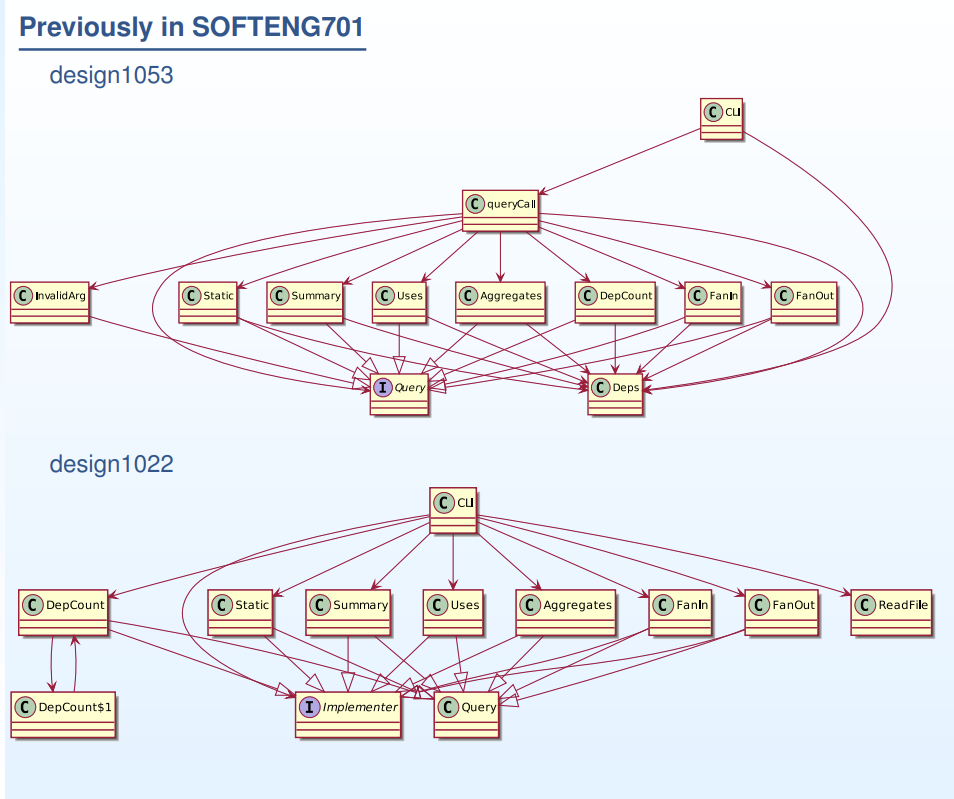 Previously in SOFTENG701
design1053
C CLI
C queryCall
C InvalidArg C Static C Summary C Uses C Aggregates C DepCount C FanIn C FanOut
I Query C Deps
design1022
C CLI
C DepCount C Static C Summary C Uses C Aggregates C FanIn C FanOut C ReadFile
C DepCount$1 I Implementer C Query